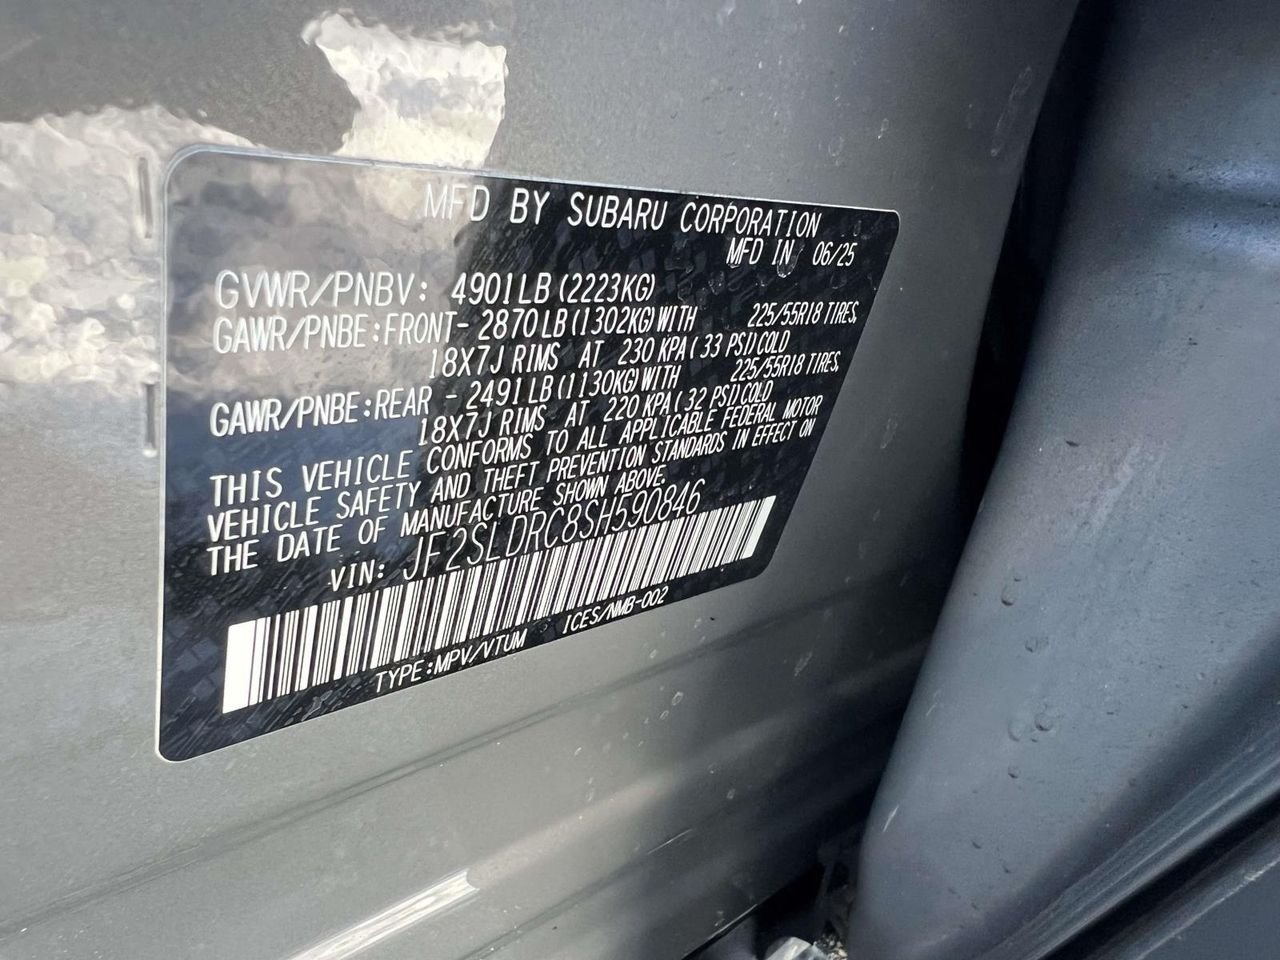 MFD BY SUBARU CORPORATION
MFD IN 06/25
GVWR/PNBV: 4901LB(2223KG)
GAWR/PNBE:FRONT- 2870LB(1302KG)WITH 225/55R18 TIRES,
18X7J RIMS AT 230 KPA(33 PSI)COLD
GAWR/PNBE:REAR - 2491LB(1130KG)WITH 225/55R18 TIRES,
18X7J RIMS AT 220 KPA(32 PSI)COLD
THIS VEHICLE CONFORMS TO ALL APPLICABLE FEDERAL MOTOR
VEHICLE SAFETY AND THEFT PREVENTION STANDARDS IN EFFECT ON
THE DATE OF MANUFACTURE SHOWN ABOVE.
VIN: JF2SLDRC8SH590846
TYPE:MPV/VTUM ICES/NMB-002